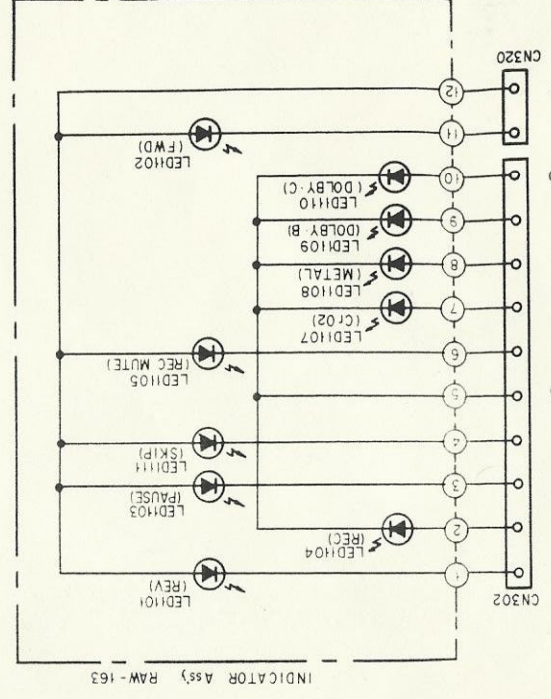 INDICATOR Ass'y RAW-163
CN302
LED1101
(REV)
1
LED1104
(REC)
2
LED1103
(PAUSE)
3
LED1111
(SKIP)
4
5
LED1105
(REC MUTE)
6
LED1107
(CrO2)
7
LED1108
(METAL)
8
LED1109
(DOLBY·B)
9
LED1110
(DOLBY·C)
10
LED1102
(FWD)
11
12
CN320